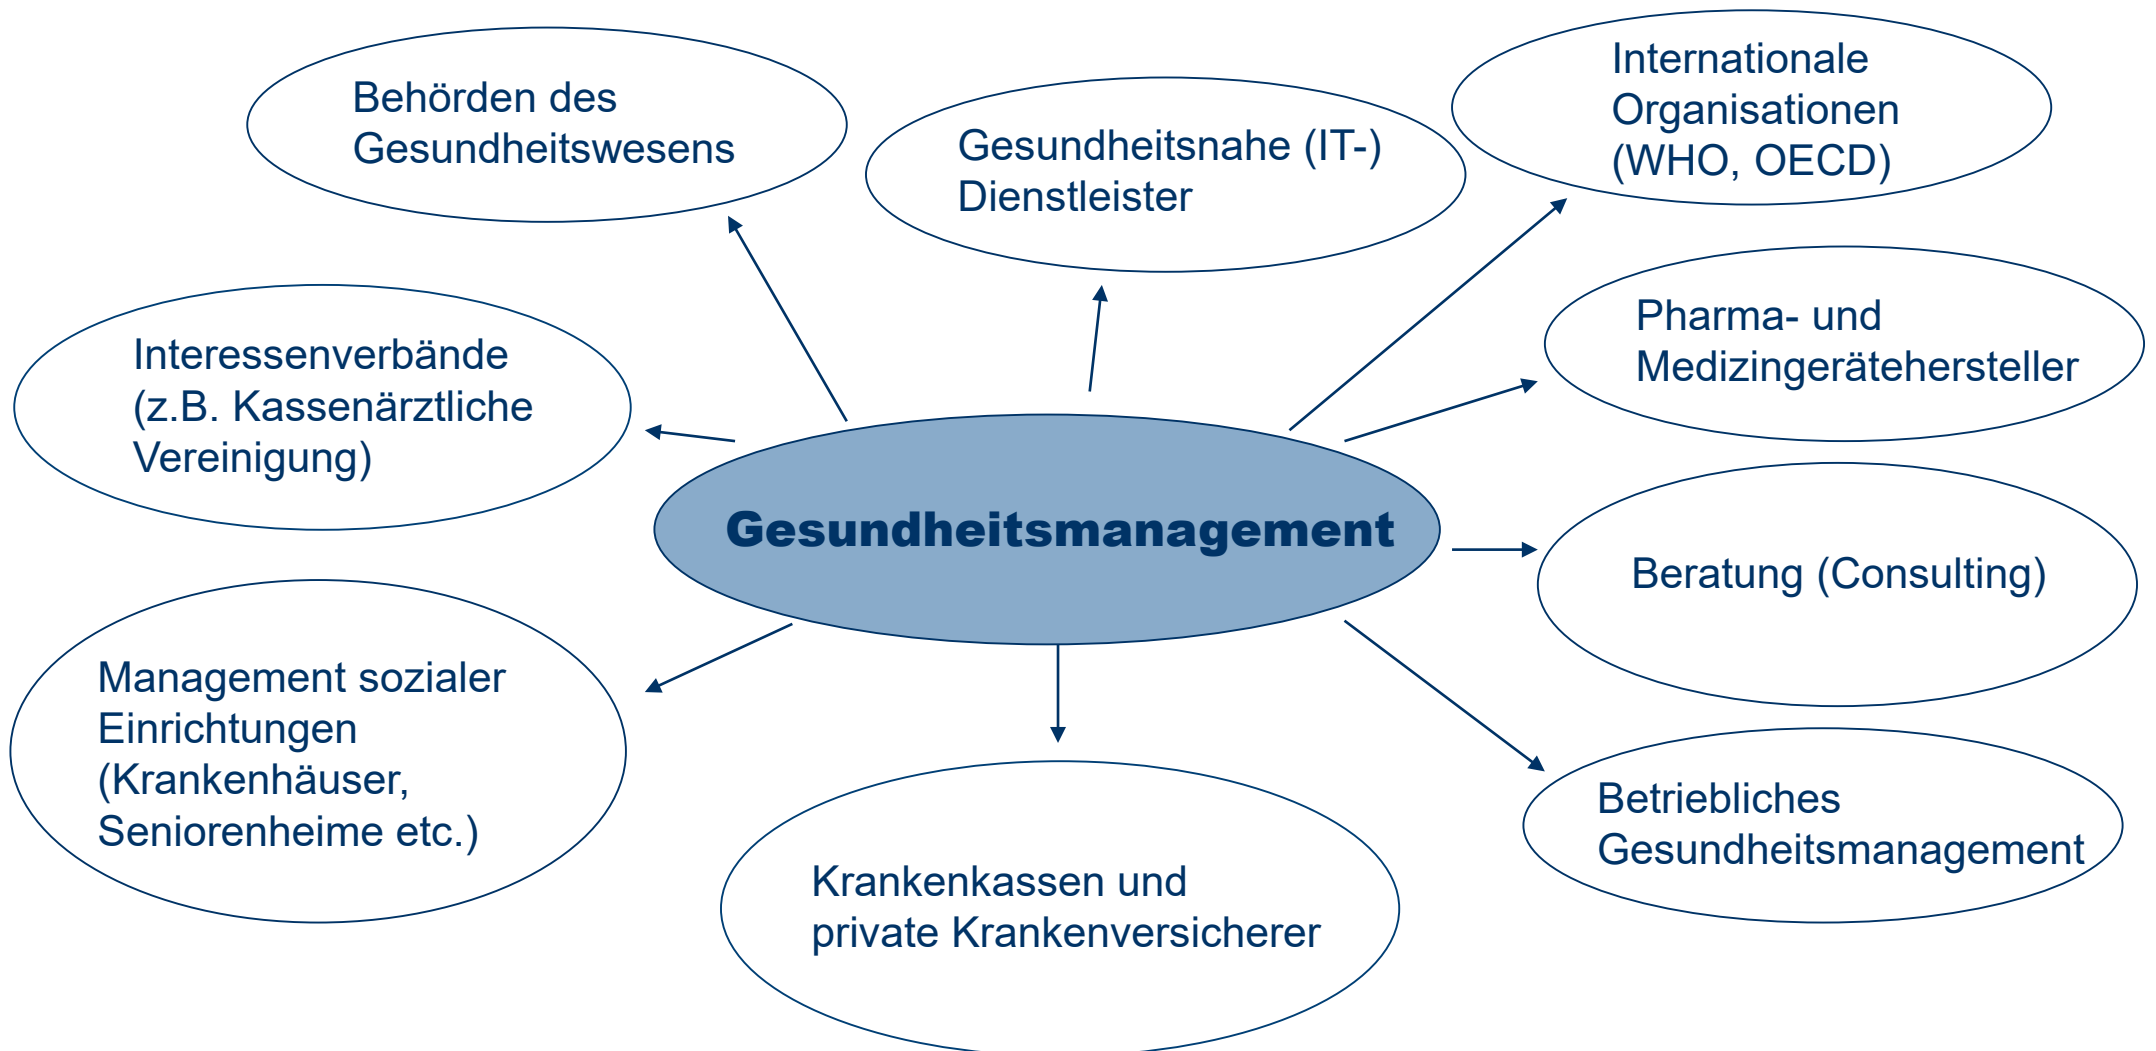 Behörden des
Gesundheitswesens
Gesundheitsnahe (IT-)
Dienstleister
Internationale
Organisationen
(WHO, OECD)
Interessenverbände
(z.B. Kassenärztliche
Vereinigung)
Pharma- und
Medizingerätehersteller
Gesundheitsmanagement
Beratung (Consulting)
Management sozialer
Einrichtungen
(Krankenhäuser,
Seniorenheime etc.)
Krankenkassen und
private Krankenversicherer
Betriebliches
Gesundheitsmanagement